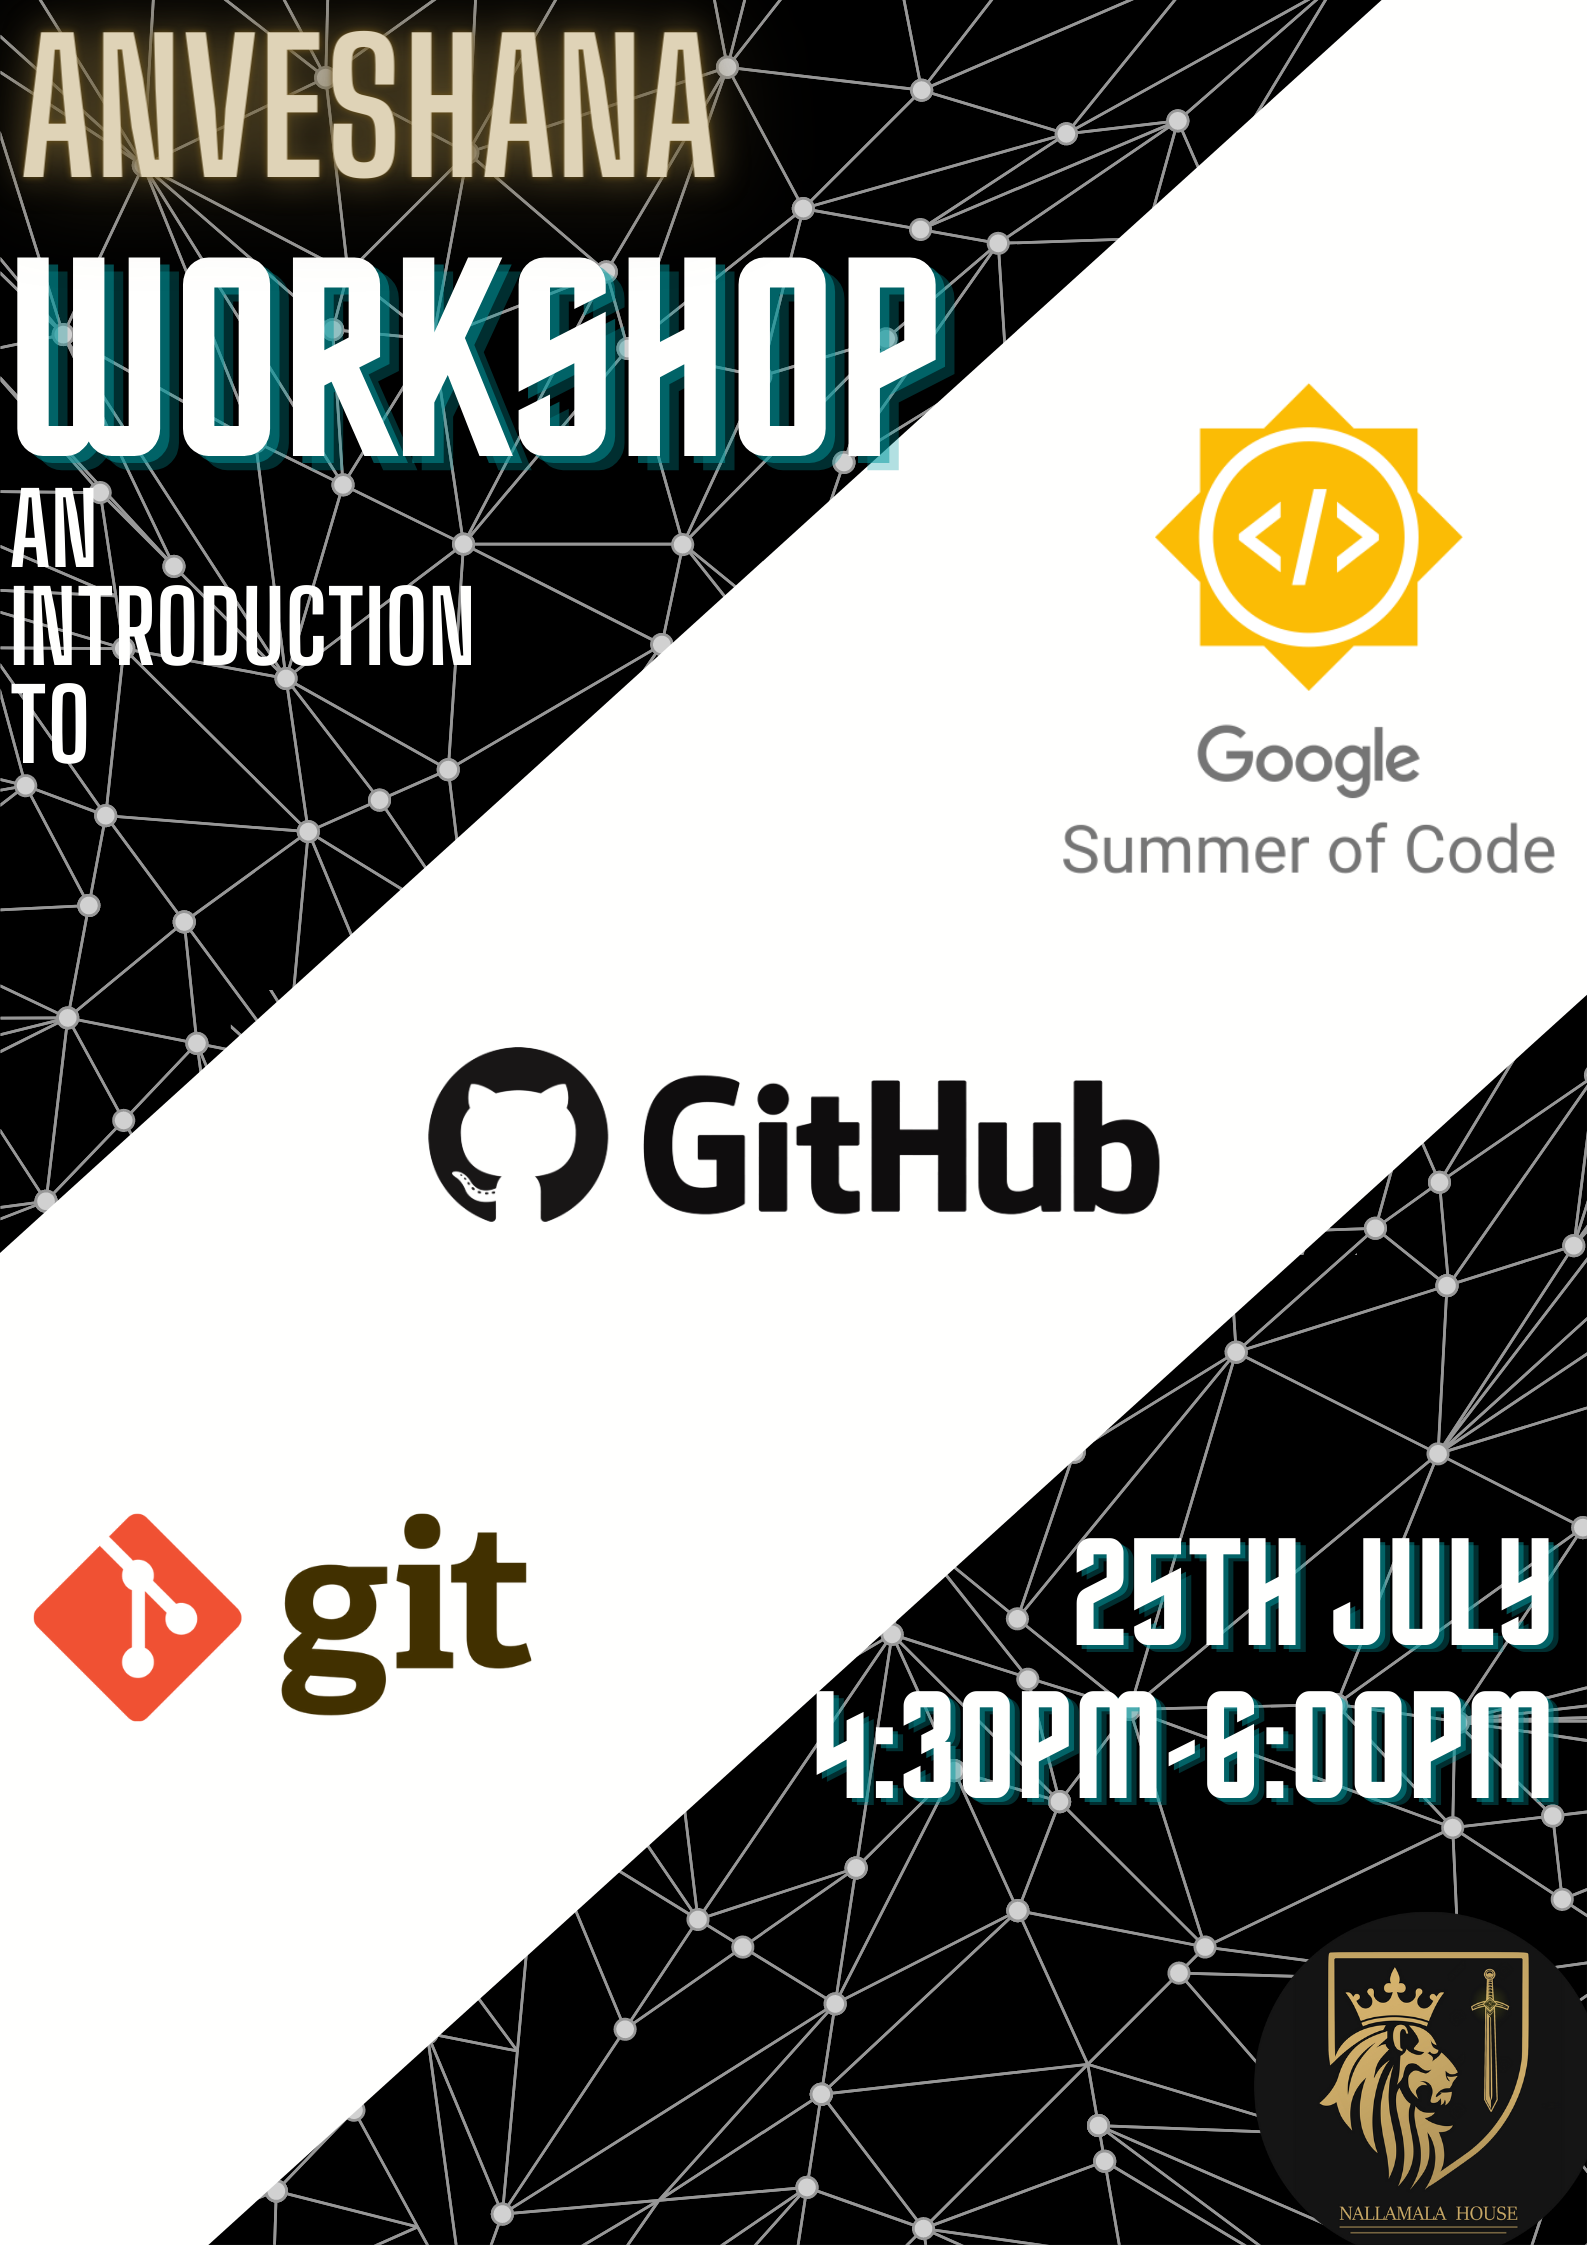 ANVESHANA
WORKSHOP
AN
INTRODUCTION
TO
Google
Summer of Code
GitHub
git
25TH JULY
4:30PM-6:00PM
NALLAMALA HOUSE